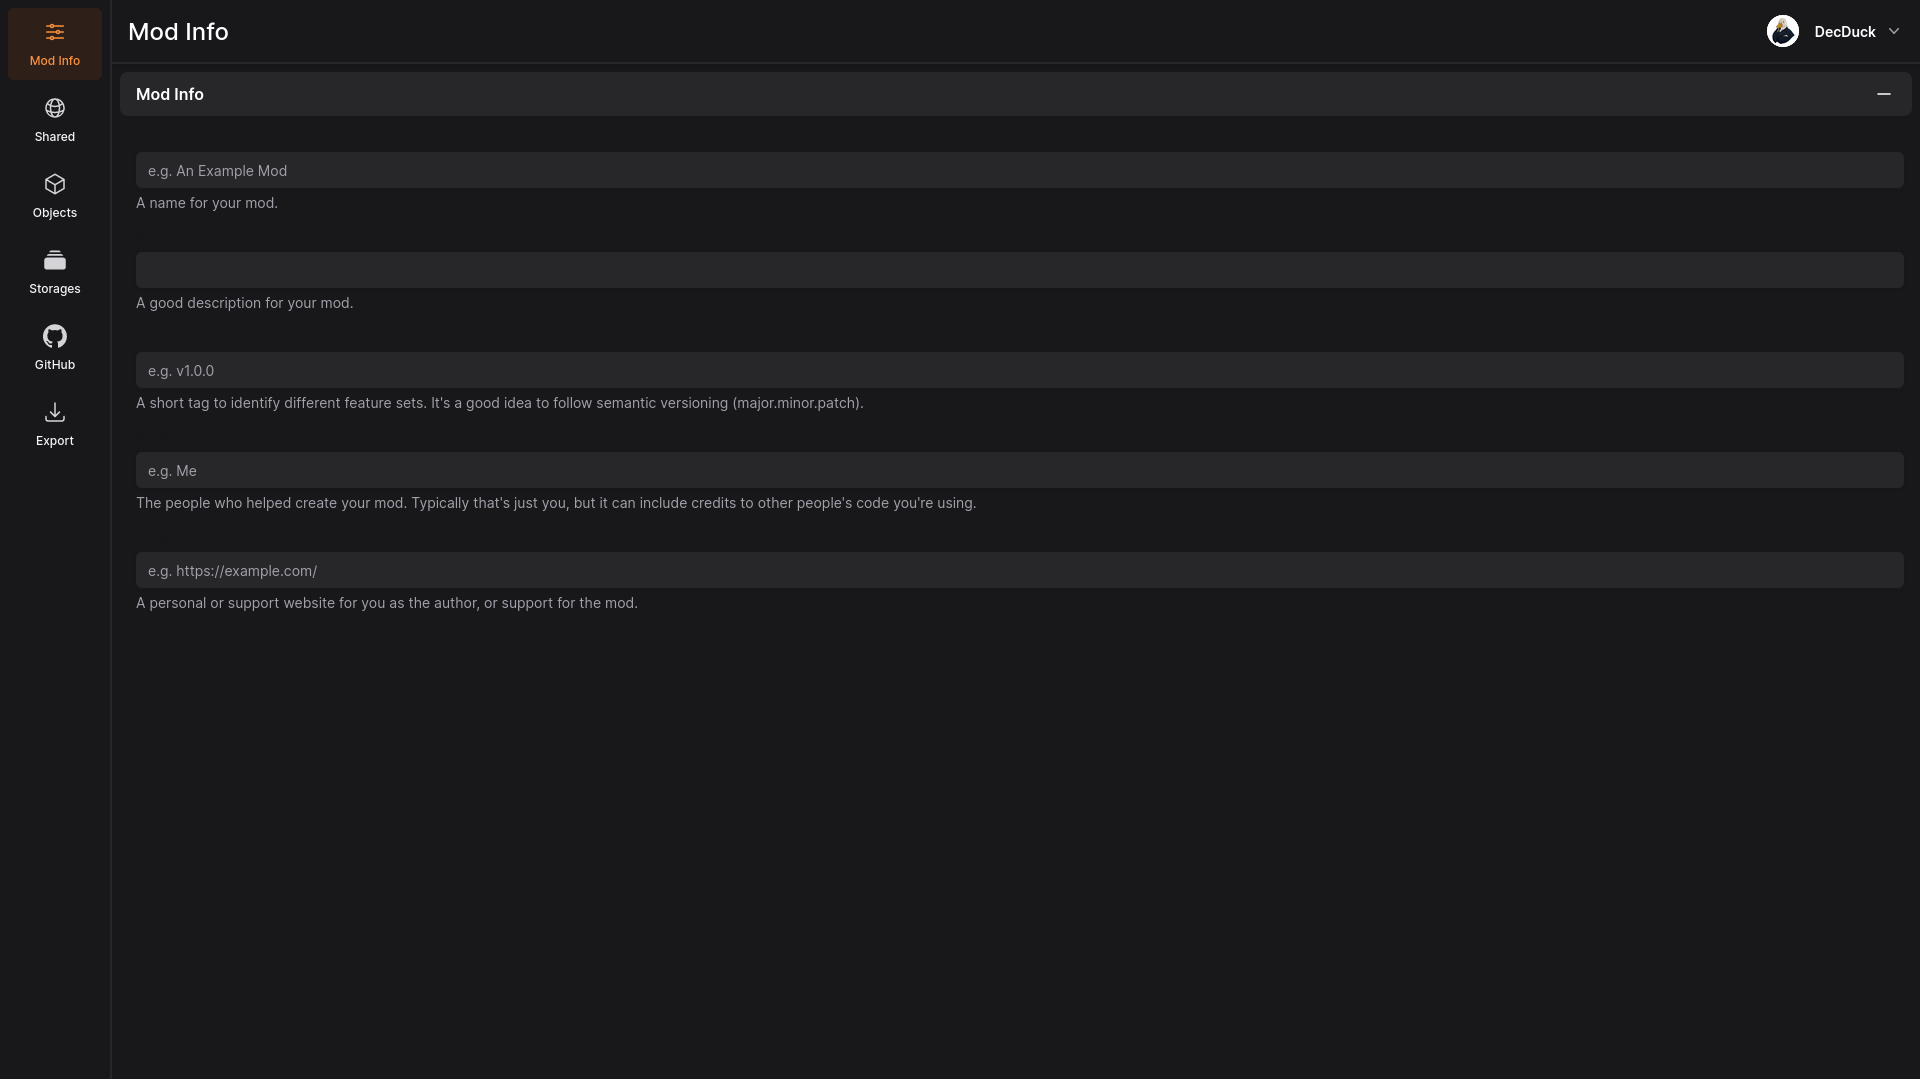 Mod Info
Shared
Objects
Storages
GitHub
Export
Mod Info
DecDuck
Mod Info
e.g. An Example Mod
A name for your mod.
A good description for your mod.
e.g. v1.0.0
A short tag to identify different feature sets. It's a good idea to follow semantic versioning (major.minor.patch).
e.g. Me
The people who helped create your mod. Typically that's just you, but it can include credits to other people's code you're using.
e.g. https://example.com/
A personal or support website for you as the author, or support for the mod.